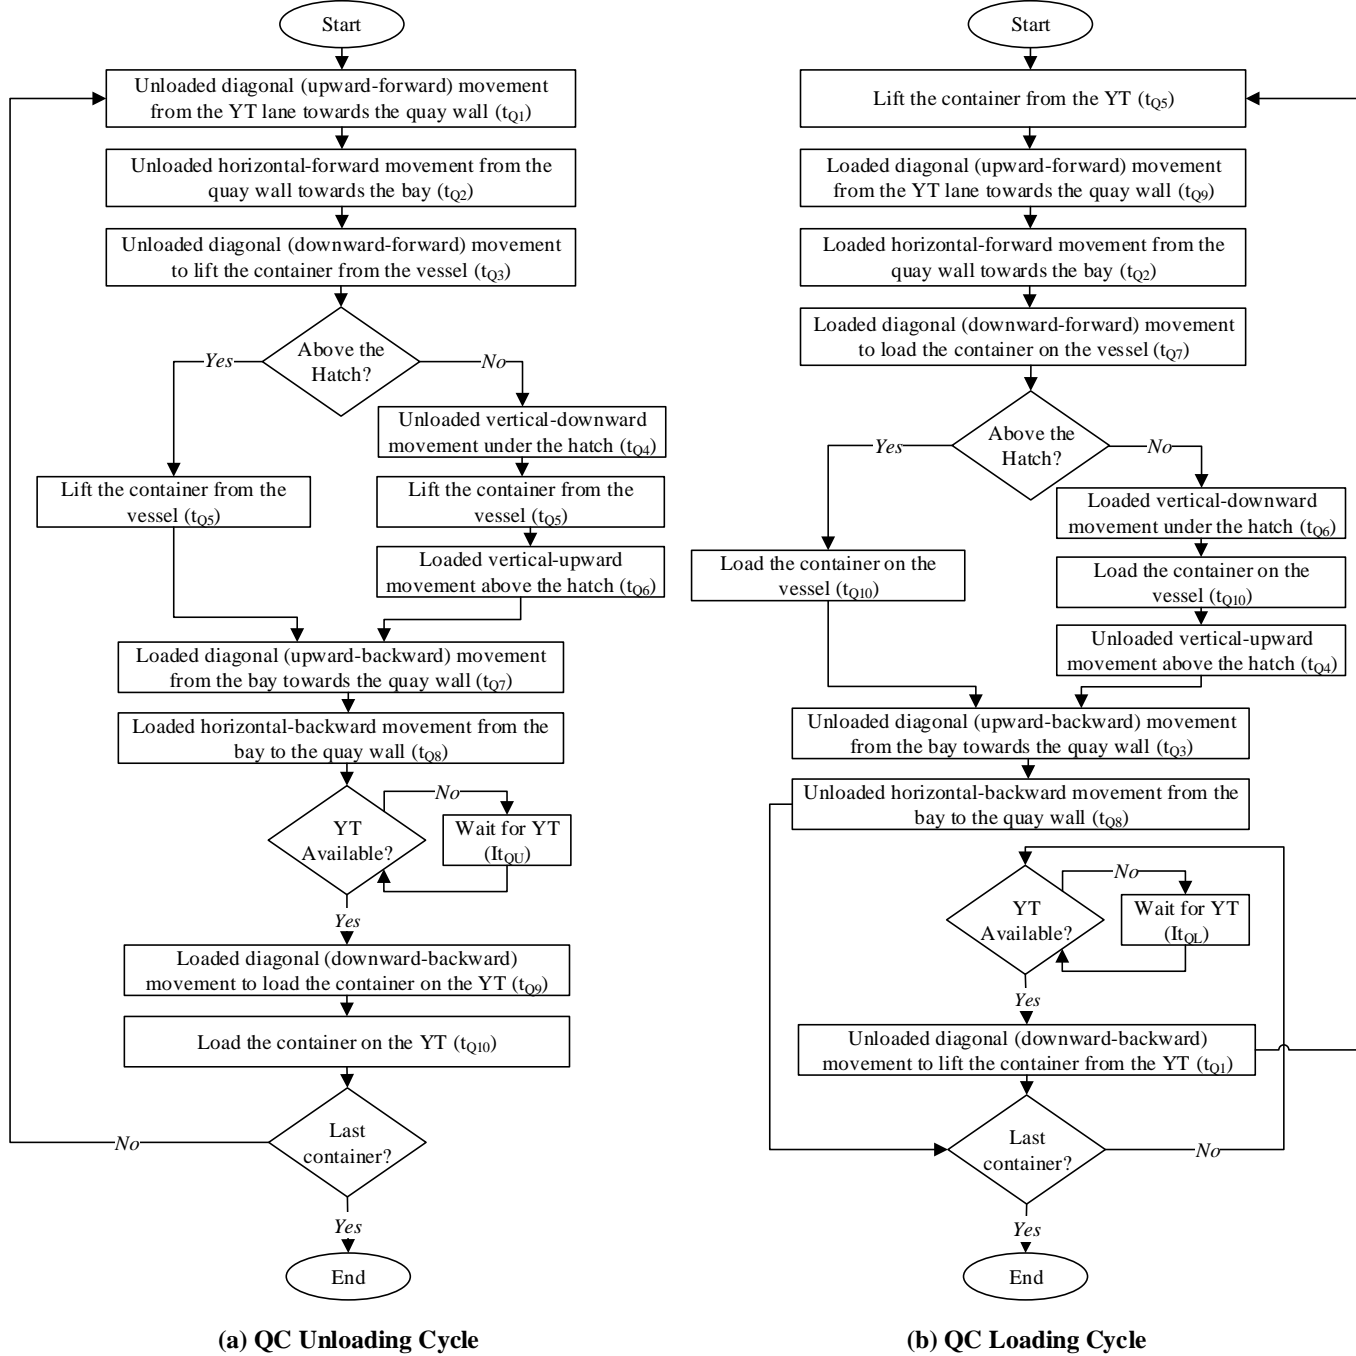 Start
Unloaded diagonal (upward-forward) movement
from the YT lane towards the quay wall (tQ1)
Unloaded horizontal-forward movement from the
quay wall towards the bay (tQ2)
Unloaded diagonal (downward-forward) movement
to lift the container from the vessel (tQ3)
Above the
Hatch?
Yes
No
Unloaded vertical-downward
movement under the hatch (tQ4)
Lift the container from the
vessel (tQ5)
Lift the container from the
vessel (tQ5)
Loaded vertical-upward
movement above the hatch (tQ6)
Loaded diagonal (upward-backward) movement
from the bay towards the quay wall (tQ7)
Loaded horizontal-backward movement from the
bay to the quay wall (tQ8)
No
YT
Available?
Wait for YT
(ItQU)
Yes
Loaded diagonal (downward-backward)
movement to load the container on the YT (tQ9)
Load the container on the YT (tQ10)
Last
container?
No
Yes
End
(a) QC Unloading Cycle
Start
Lift the container from the YT (tQ5)
Loaded diagonal (upward-forward) movement
from the YT lane towards the quay wall (tQ9)
Loaded horizontal-forward movement from the
quay wall towards the bay (tQ2)
Loaded diagonal (downward-forward) movement
to load the container on the vessel (tQ7)
Above the
Hatch?
Yes
No
Loaded vertical-downward
movement under the hatch (tQ6)
Load the container on the
vessel (tQ10)
Load the container on the
vessel (tQ10)
Unloaded vertical-upward
movement above the hatch (tQ4)
Unloaded diagonal (upward-backward) movement
from the bay towards the quay wall (tQ3)
Unloaded horizontal-backward movement from the
bay to the quay wall (tQ8)
No
YT
Available?
Wait for YT
(ItQL)
Yes
Unloaded diagonal (downward-backward)
movement to lift the container from the YT (tQ1)
Last
container?
No
Yes
End
(b) QC Loading Cycle